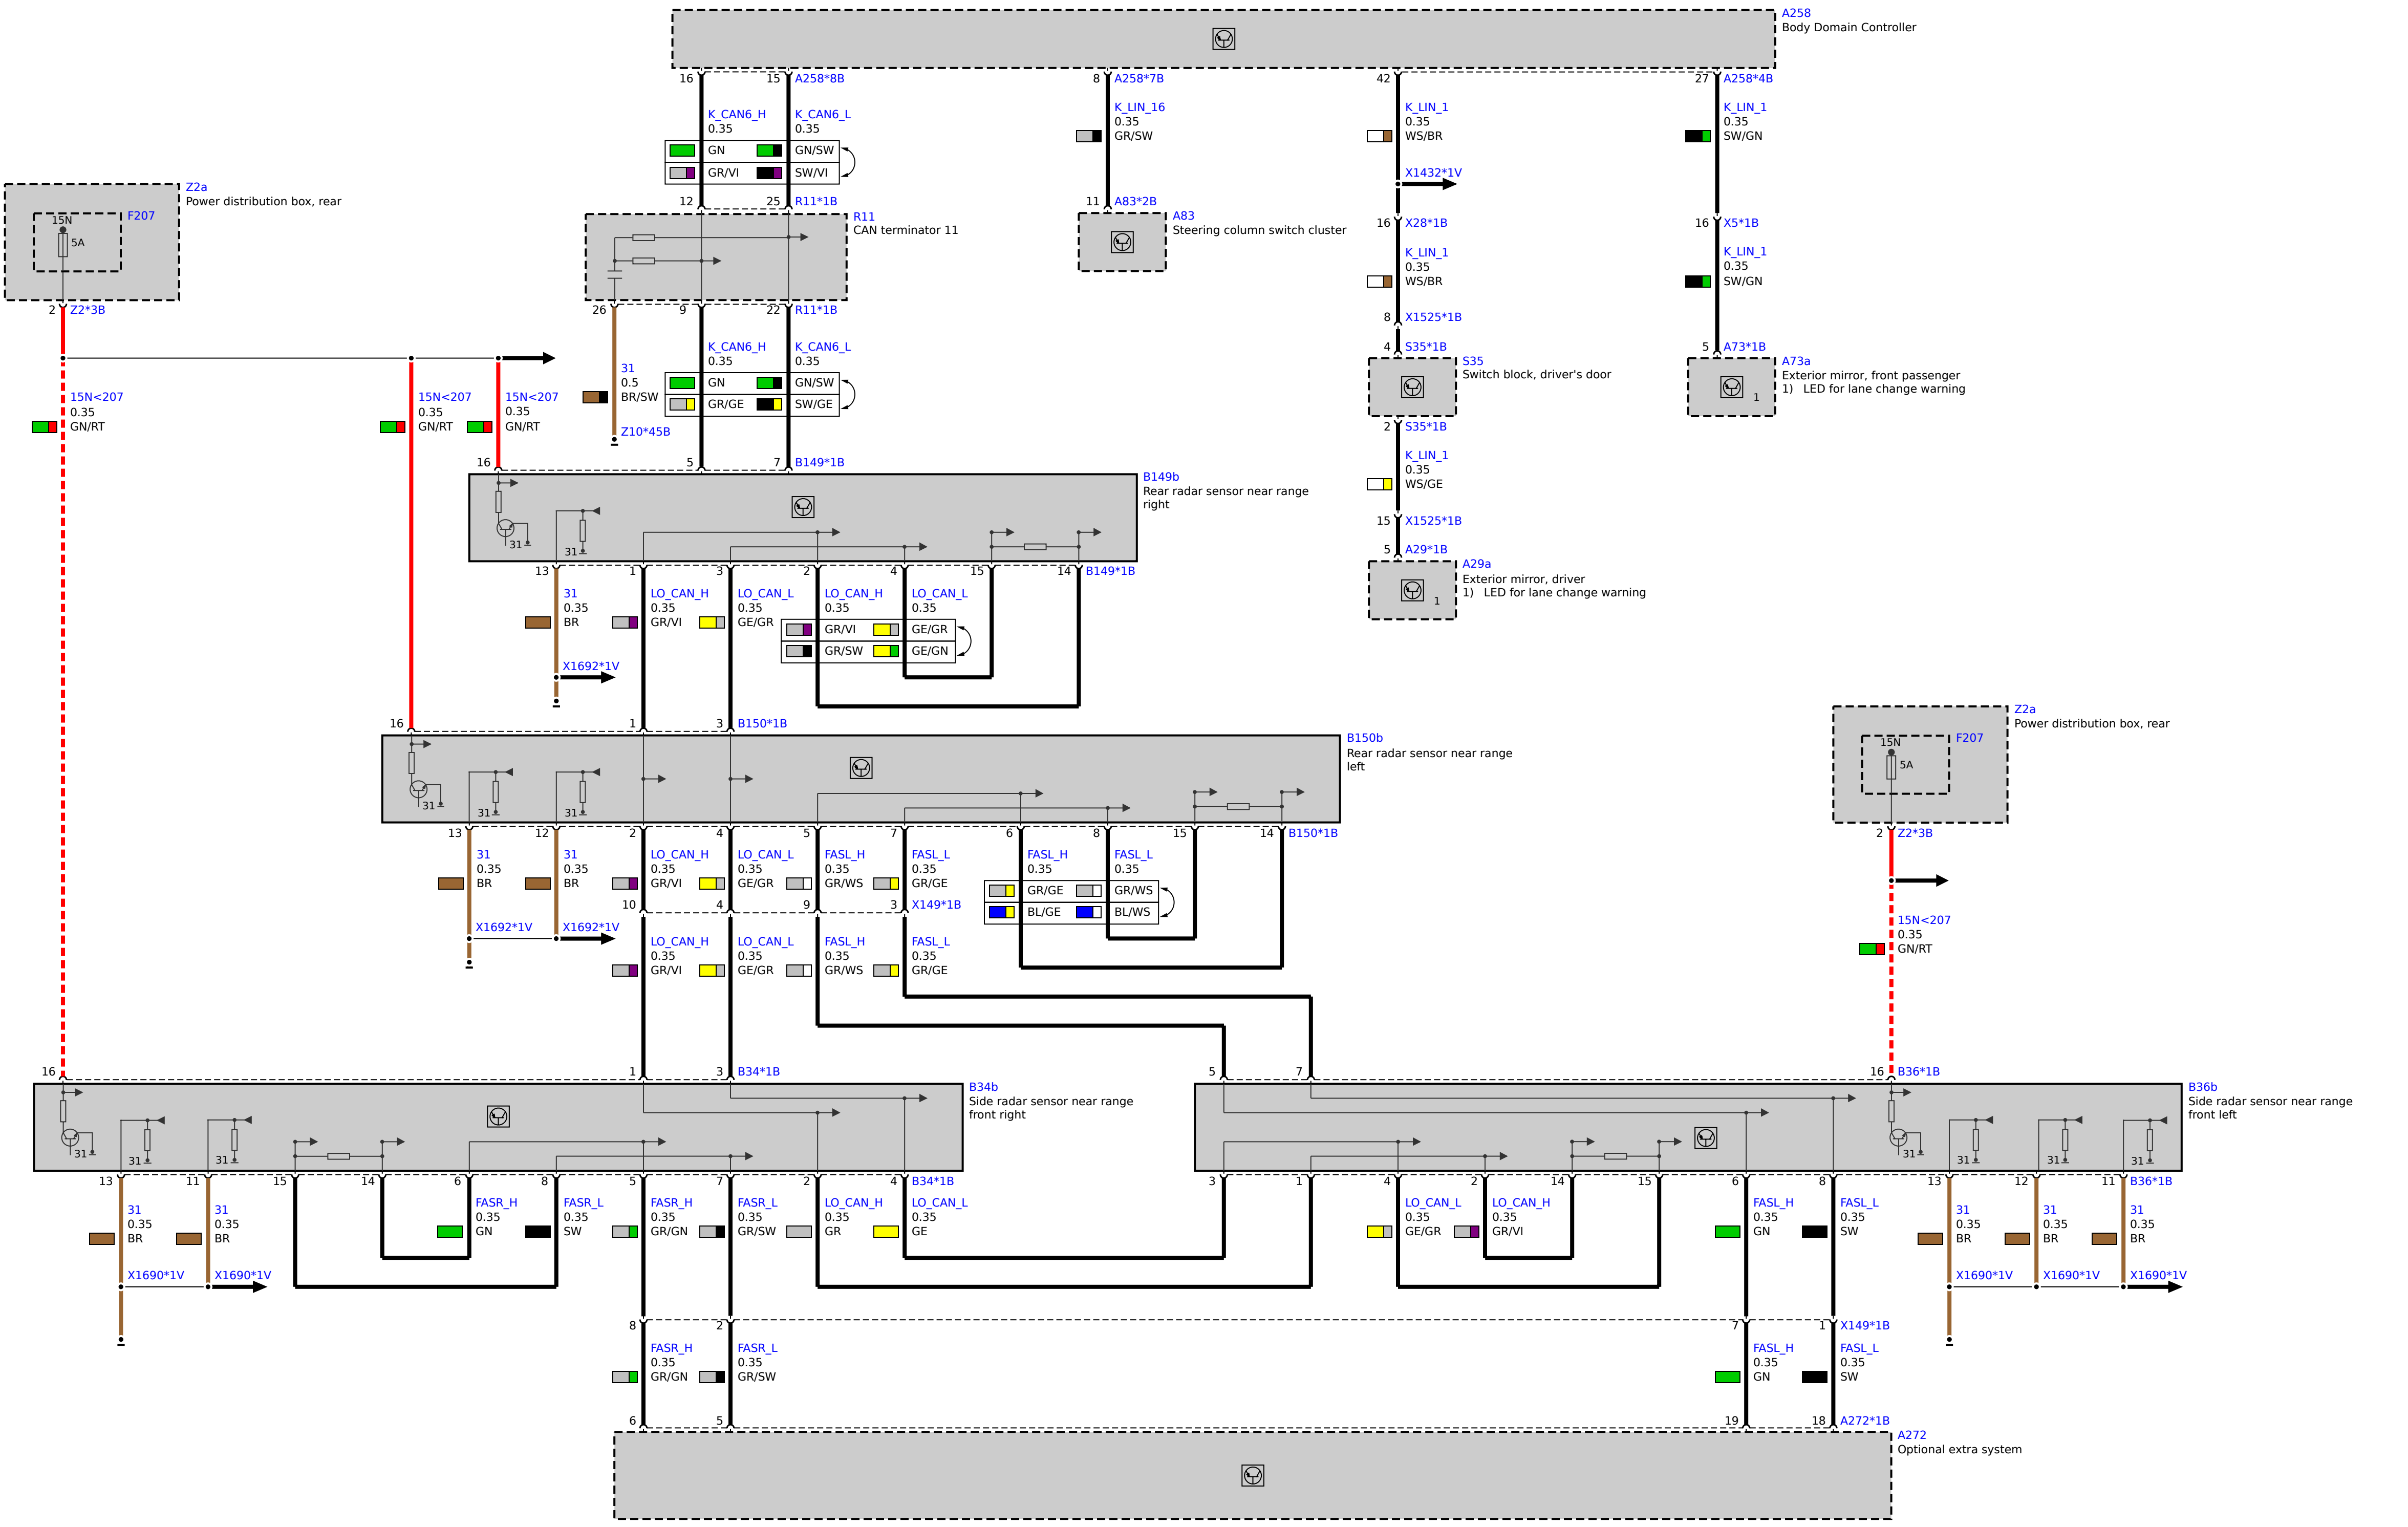 A258
Body Domain Controller
16
15
A258*8B
8
A258*7B
42
27
A258*4B
K_CAN6_H
0.35
K_CAN6_L
0.35
GN
GN/SW
GR/VI
SW/VI
K_LIN_16
0.35
GR/SW
K_LIN_1
0.35
WS/BR
K_LIN_1
0.35
SW/GN
X1432*1V
12
25
R11*1B
11
A83*2B
16
X28*1B
16
X5*1B
Z2a
Power distribution box, rear
F207
15N
5A
2
Z2*3B
R11
CAN terminator 11
A83
Steering column switch cluster
K_LIN_1
0.35
WS/BR
K_LIN_1
0.35
SW/GN
26
9
22
R11*1B
8
X1525*1B
4
S35*1B
5
A73*1B
K_CAN6_H
0.35
K_CAN6_L
0.35
GN
GN/SW
GR/GE
SW/GE
31
0.5
BR/SW
Z10*45B
S35
Switch block, driver's door
A73a
Exterior mirror, front passenger
1) LED for lane change warning
1
15N<207
0.35
GN/RT
15N<207
0.35
GN/RT
15N<207
0.35
GN/RT
2
S35*1B
K_LIN_1
0.35
WS/GE
16
5
7
B149*1B
B149b
Rear radar sensor near range
right
31
31
15
X1525*1B
5
A29*1B
A29a
Exterior mirror, driver
1) LED for lane change warning
1
13
1
3
2
4
15
14
B149*1B
31
0.35
BR
LO_CAN_H
0.35
GR/VI
LO_CAN_L
0.35
GE/GR
LO_CAN_H
0.35
LO_CAN_L
0.35
GR/VI
GE/GR
GR/SW
GE/GN
X1692*1V
16
1
3
B150*1B
B150b
Rear radar sensor near range
left
31
31
31
Z2a
Power distribution box, rear
F207
15N
5A
2
Z2*3B
13
12
2
4
5
7
6
8
15
14
B150*1B
31
0.35
BR
31
0.35
BR
LO_CAN_H
0.35
GR/VI
LO_CAN_L
0.35
GE/GR
FASL_H
0.35
GR/WS
FASL_L
0.35
GR/GE
FASL_H
0.35
FASL_L
0.35
GR/GE
GR/WS
BL/GE
BL/WS
10
4
9
3
X149*1B
X1692*1V
X1692*1V
LO_CAN_H
0.35
GR/VI
LO_CAN_L
0.35
GE/GR
FASL_H
0.35
GR/WS
FASL_L
0.35
GR/GE
15N<207
0.35
GN/RT
16
1
3
B34*1B
5
7
16
B36*1B
B34b
Side radar sensor near range
front right
31
31
31
B36b
Side radar sensor near range
front left
31
31
31
31
13
11
15
14
6
8
5
7
2
4
B34*1B
3
1
4
2
14
15
6
8
13
12
11
B36*1B
31
0.35
BR
31
0.35
BR
FASR_H
0.35
GN
FASR_L
0.35
SW
FASR_H
0.35
GR/GN
FASR_L
0.35
GR/SW
LO_CAN_H
0.35
GR
LO_CAN_L
0.35
GE
LO_CAN_L
0.35
GE/GR
LO_CAN_H
0.35
GR/VI
FASL_H
0.35
GN
FASL_L
0.35
SW
31
0.35
BR
31
0.35
BR
31
0.35
BR
X1690*1V
X1690*1V
X1690*1V
X1690*1V
X1690*1V
8
2
7
1
X149*1B
FASR_H
0.35
GR/GN
FASR_L
0.35
GR/SW
FASL_H
0.35
GN
FASL_L
0.35
SW
6
5
19
18
A272*1B
A272
Optional extra system